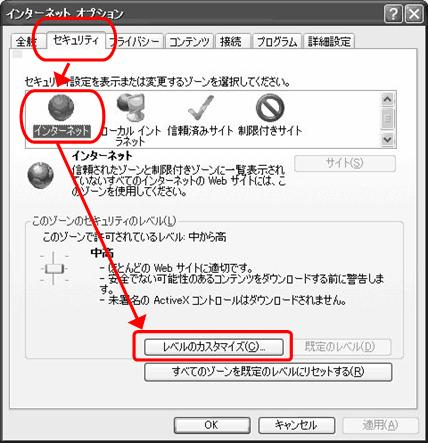 インターネット オプション
全般 セキュリティ プライバシー コンテンツ 接続 プログラム 詳細設定
セキュリティ設定を表示または変更するゾーンを選択してください。
インターネット ローカル イントラネット 信頼済みサイト 制限付きサイト
インターネット
サイト(S)
信頼されたゾーンと制限付きゾーンに一覧表示され
ていないすべてのインターネットの Web サイトには、こ
のゾーンを使用してください。
このゾーンのセキュリティのレベル(L)
このゾーンで許可されているレベル: 中から高
中高
- ほとんどの Web サイトに適切です。
- 安全でない可能性のあるコンテンツをダウンロードする前に警告しま
す。
- 未署名の ActiveX コントロールはダウンロードされません。
レベルのカスタマイズ(C)... 既定のレベル(D)
すべてのゾーンを既定のレベルにリセットする(R)
OK キャンセル 適用(A)